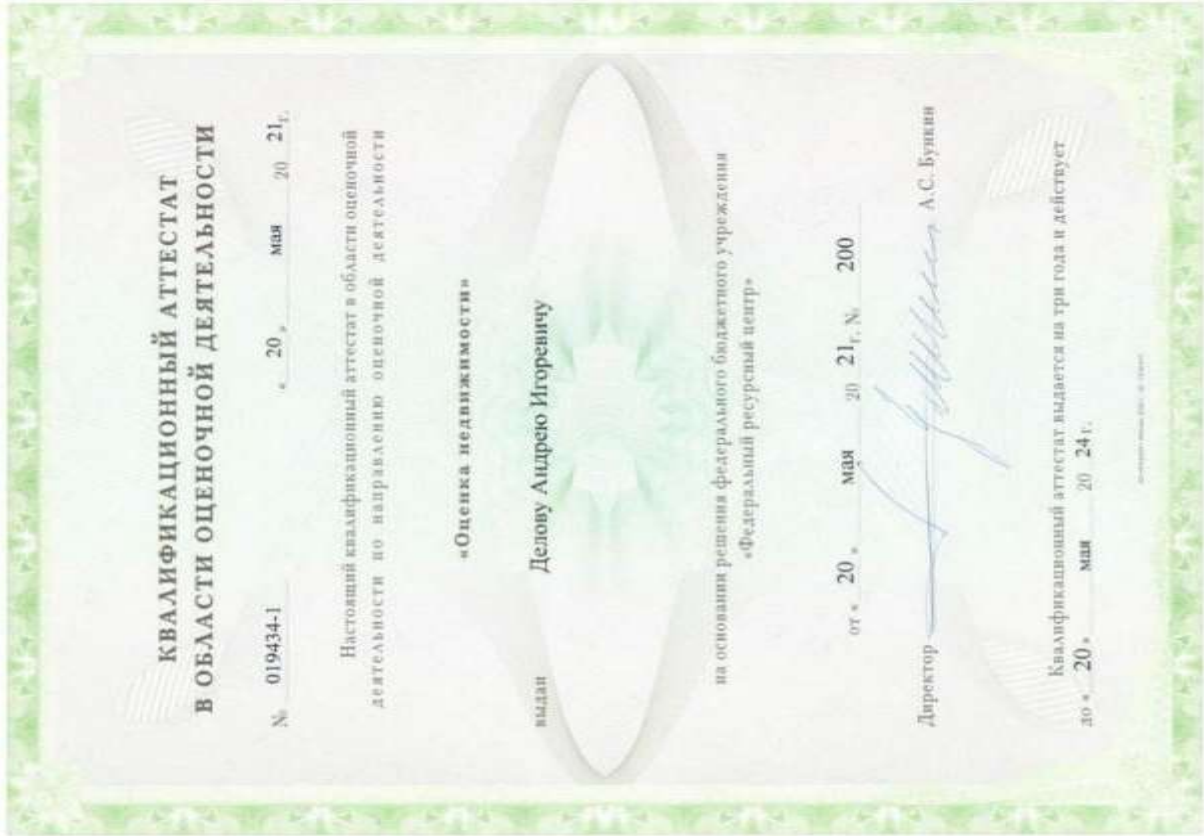 КВАЛИФИКАЦИОННЫЙ АТТЕСТАТ
В ОБЛАСТИ ОЦЕНОЧНОЙ ДЕЯТЕЛЬНОСТИ
№ 019434-1 « 20 » мая 20 21 г.
Настоящий квалификационный аттестат в области оценочной
деятельности по направлению оценочной деятельности
«Оценка недвижимости»
выдан Делову Андрею Игоревичу
на основании решения федерального бюджетного учреждения
«Федеральный ресурсный центр»
от « 20 » мая 20 21 г. № 200
Директор А.С. Бункин
Квалификационный аттестат выдается на три года и действует
до « 20 » мая 20 24 г.